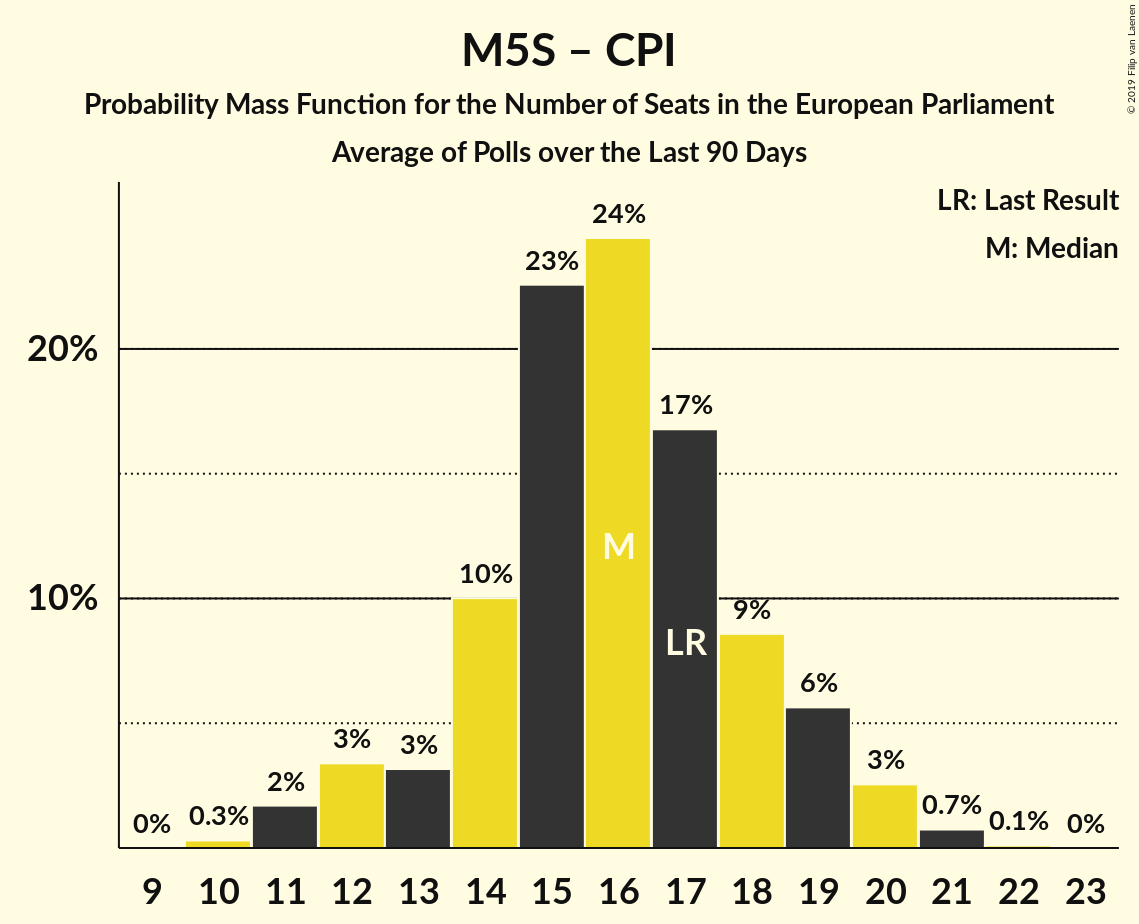 M5S – CPI
Probability Mass Function for the Number of Seats in the European Parliament
Average of Polls over the Last 90 Days
© 2019 Filip van Laenen
LR: Last Result
M: Median
24%
23%
20%
17%
M
10%
10%
9%
LR
6%
3%
3%
3%
2%
0.7%
0.3%
0.1%
0%
0%
9 10 11 12 13 14 15 16 17 18 19 20 21 22 23